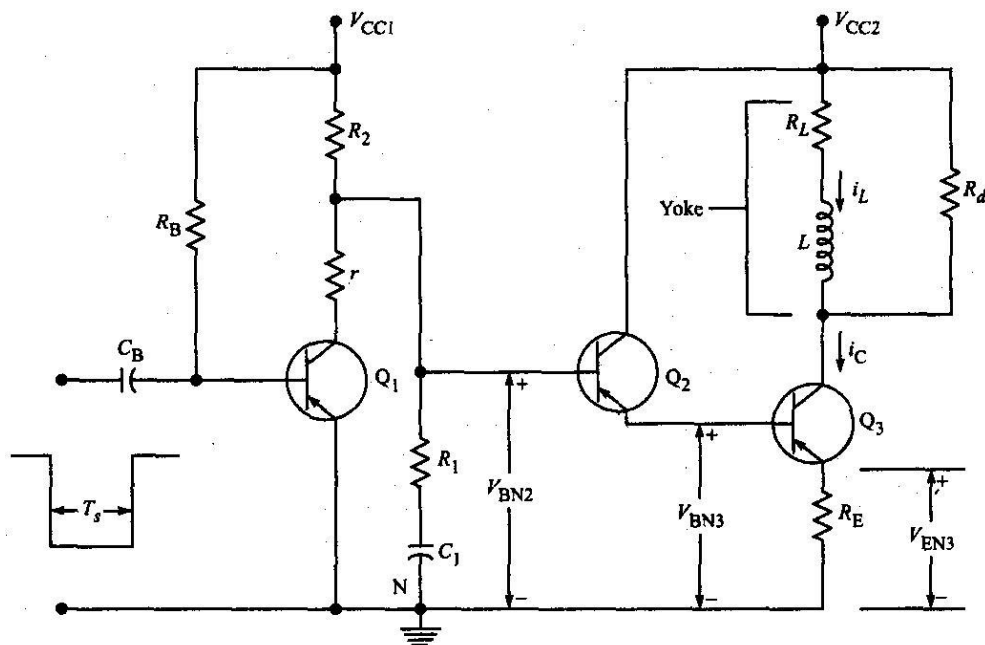 V_CC1
V_CC2
R_2
R_L
R_B
i_L
R_d
Yoke
L
r
C_B
Q_1
i_C
Q_2
Q_3
T_s
R_1
V_BN2
V_BN3
R_E
V_EN3
C_1
N